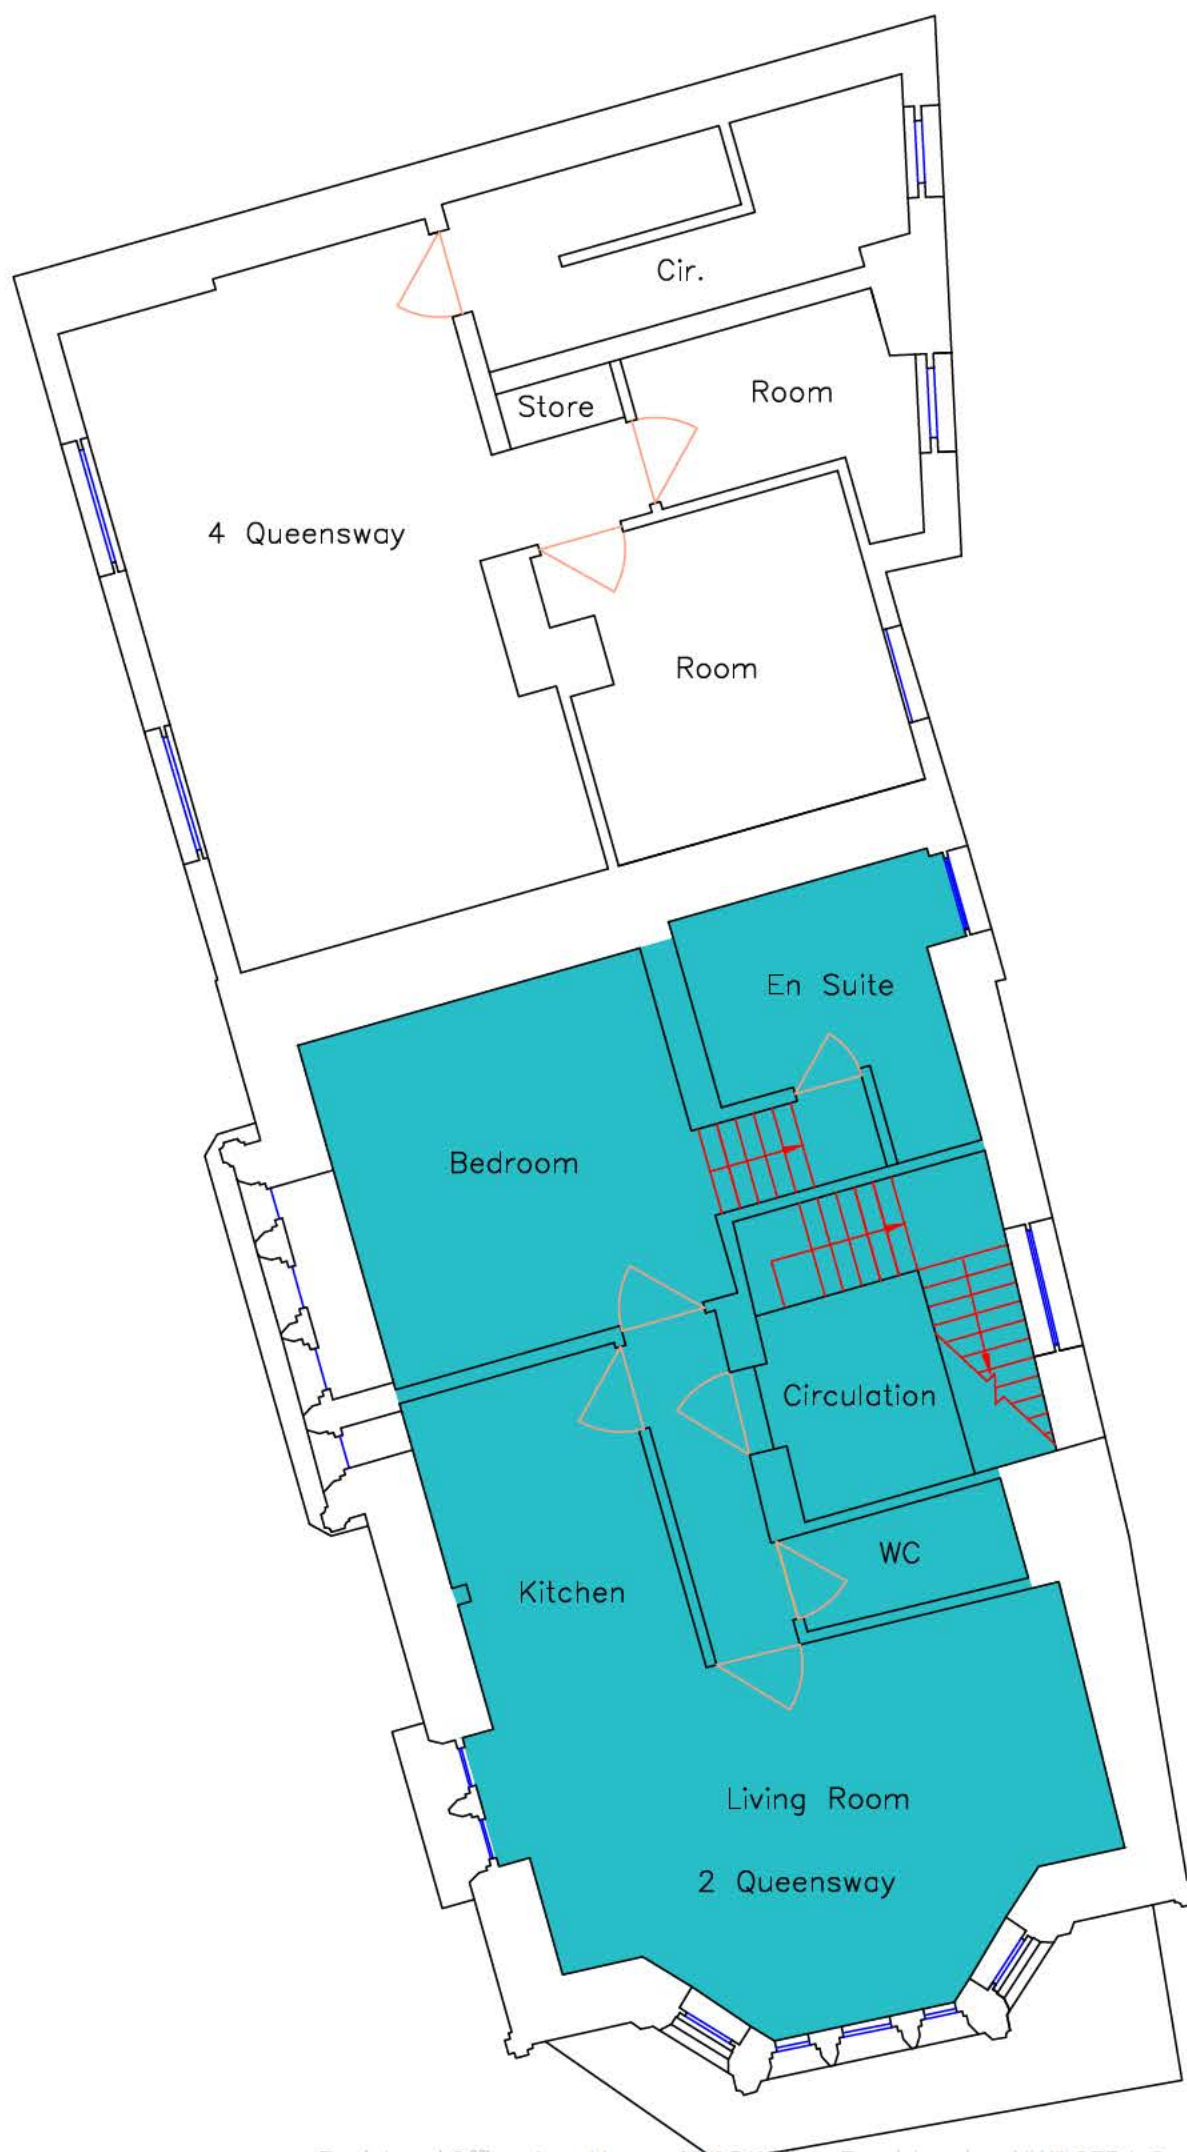 Cir.
Room
Store
4 Queensway
Room
En Suite
Bedroom
Circulation
WC
Kitchen
Living Room
2 Queensway